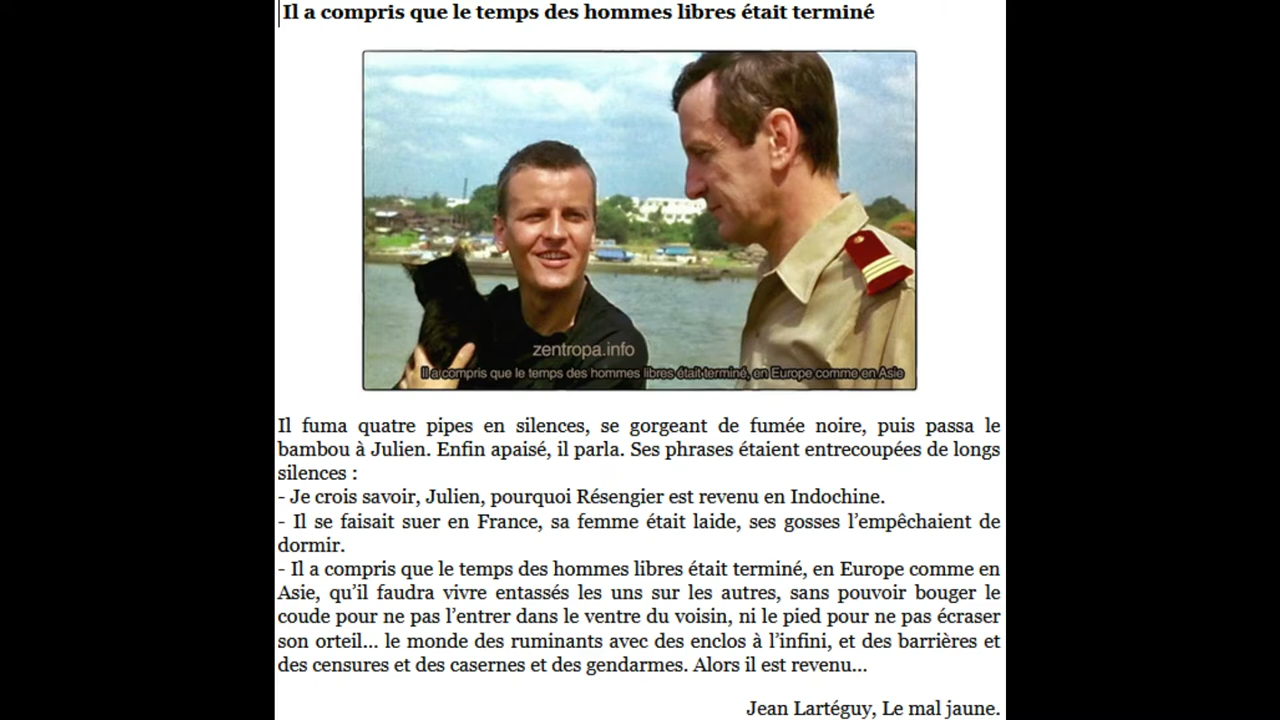 Il a compris que le temps des hommes libres était terminé
zentropa.info
Il a compris que le temps des hommes libres était terminé, en Europe comme en Asie
Il fuma quatre pipes en silences, se gorgeant de fumée noire, puis passa le
bambou à Julien. Enfin apaisé, il parla. Ses phrases étaient entrecoupées de longs
silences :
- Je crois savoir, Julien, pourquoi Résengier est revenu en Indochine.
- Il se faisait suer en France, sa femme était laide, ses gosses l’empêchaient de
dormir.
- Il a compris que le temps des hommes libres était terminé, en Europe comme en
Asie, qu’il faudra vivre entassés les uns sur les autres, sans pouvoir bouger le
coude pour ne pas l’entrer dans le ventre du voisin, ni le pied pour ne pas écraser
son orteil… le monde des ruminants avec des enclos à l’infini, et des barrières et
des censures et des casernes et des gendarmes. Alors il est revenu…
Jean Lartéguy, Le mal jaune.